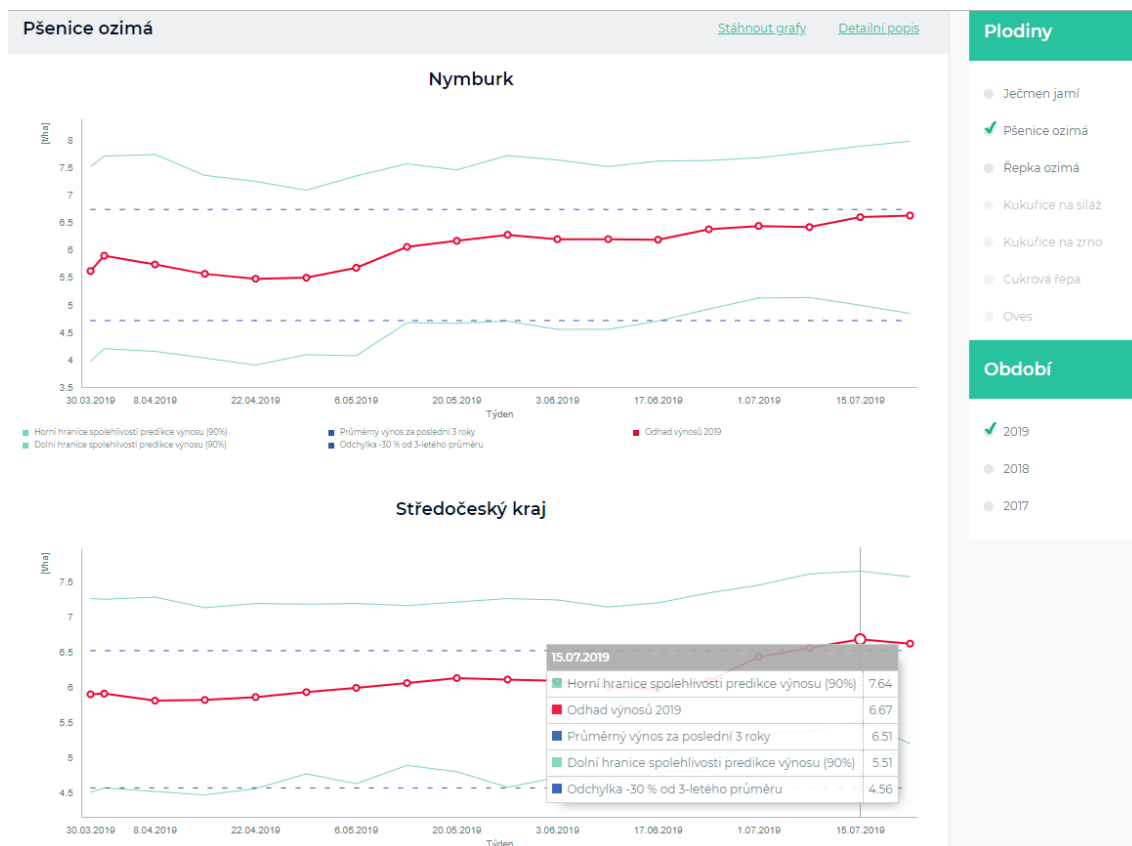 Pšenice ozimá
Stáhnout grafy
Detailní popis
Nymburk
[t/ha]
8
7.5
7
6.5
6
5.5
5
4.5
4
3.5
30.03.2019 8.04.2019 22.04.2019 6.05.2019 20.05.2019 3.06.2019 17.06.2019 1.07.2019 15.07.2019
Týden
Horní hranice spolehlivosti predikce výnosu (90%)
Průměrný výnos za poslední 3 roky
Odhad výnosů 2019
Dolní hranice spolehlivosti predikce výnosu (90%)
Odchylka -30 % od 3-letého průměru
Středočeský kraj
[t/ha]
7.5
7
6.5
6
5.5
5
4.5
15.07.2019
Horní hranice spolehlivosti predikce výnosu (90%) 7.64
Odhad výnosů 2019 6.67
Průměrný výnos za poslední 3 roky 6.51
Dolní hranice spolehlivosti predikce výnosu (90%) 5.51
Odchylka -30 % od 3-letého průměru 4.56
30.03.2019 8.04.2019 22.04.2019 6.05.2019 20.05.2019 3.06.2019 17.06.2019 1.07.2019 15.07.2019
Týden
Plodiny
Ječmen jarní
Pšenice ozimá
Řepka ozimá
Kukuřice na siláž
Kukuřice na zrno
Cukrová řepa
Oves
Období
2019
2018
2017